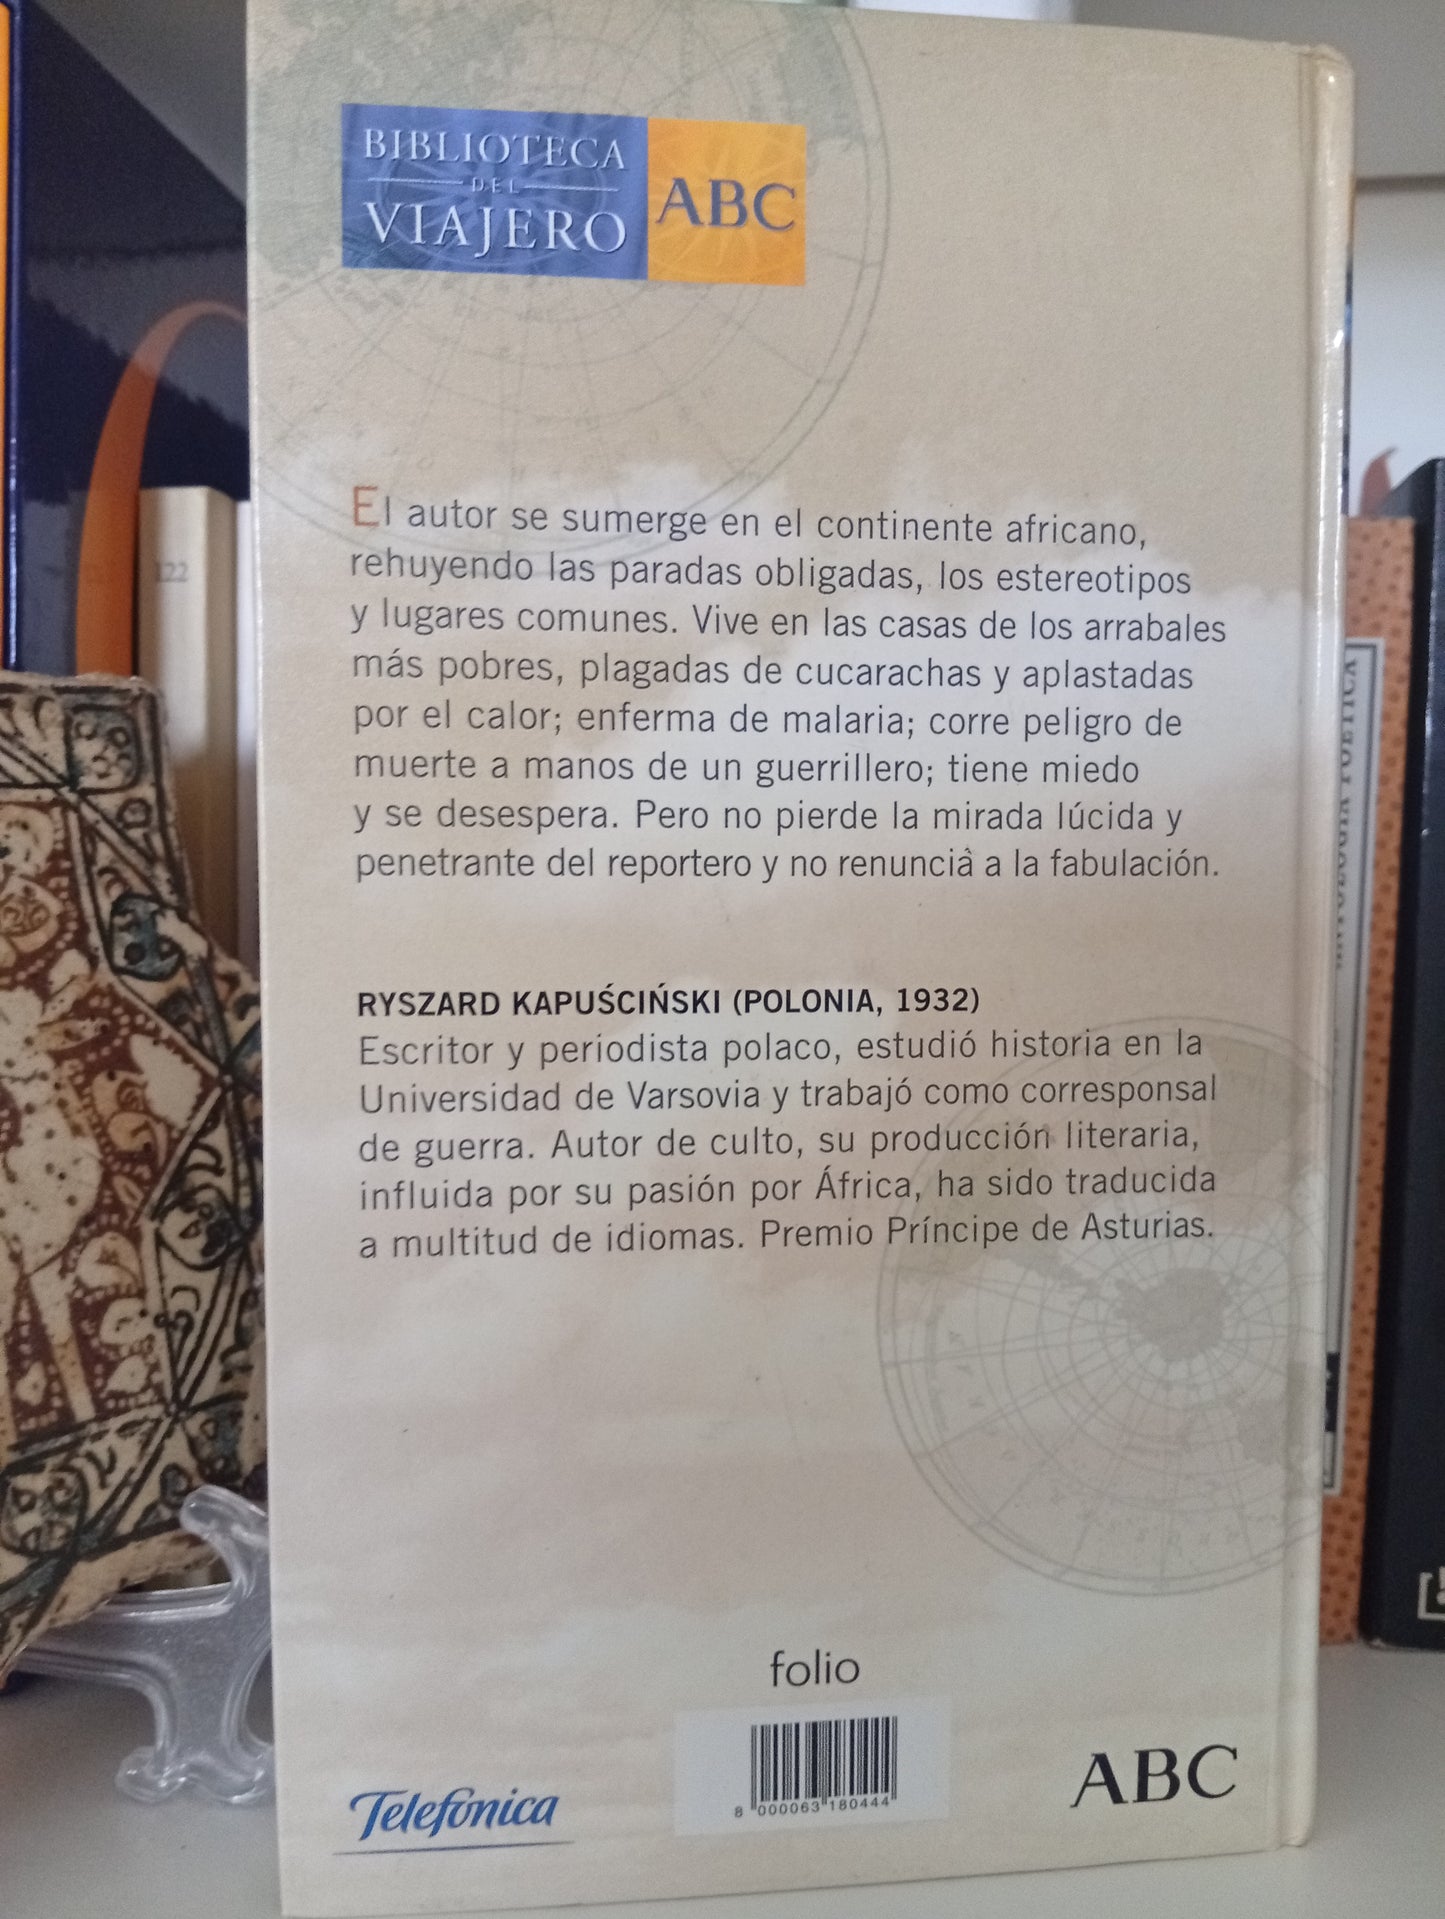 BIBLIOTECA
DEL
VIAJERO
ABC
El autor se sumerge en el continente africano,
rehuyendo las paradas obligadas, los estereotipos
y lugares comunes. Vive en las casas de los arrabales
más pobres, plagadas de cucarachas y aplastadas
por el calor; enferma de malaria; corre peligro de
muerte a manos de un guerrillero; tiene miedo
y se desespera. Pero no pierde la mirada lúcida y
penetrante del reportero y no renuncia a la fabulación.
RYSZARD KAPUŚCIŃSKI (POLONIA, 1932)
Escritor y periodista polaco, estudió historia en la
Universidad de Varsovia y trabajó como corresponsal
de guerra. Autor de culto, su producción literaria,
influida por su pasión por África, ha sido traducida
a multitud de idiomas. Premio Príncipe de Asturias.
folio
8 000063 180444
Telefónica
ABC
122
ANTOLOGÍA POÉTICA